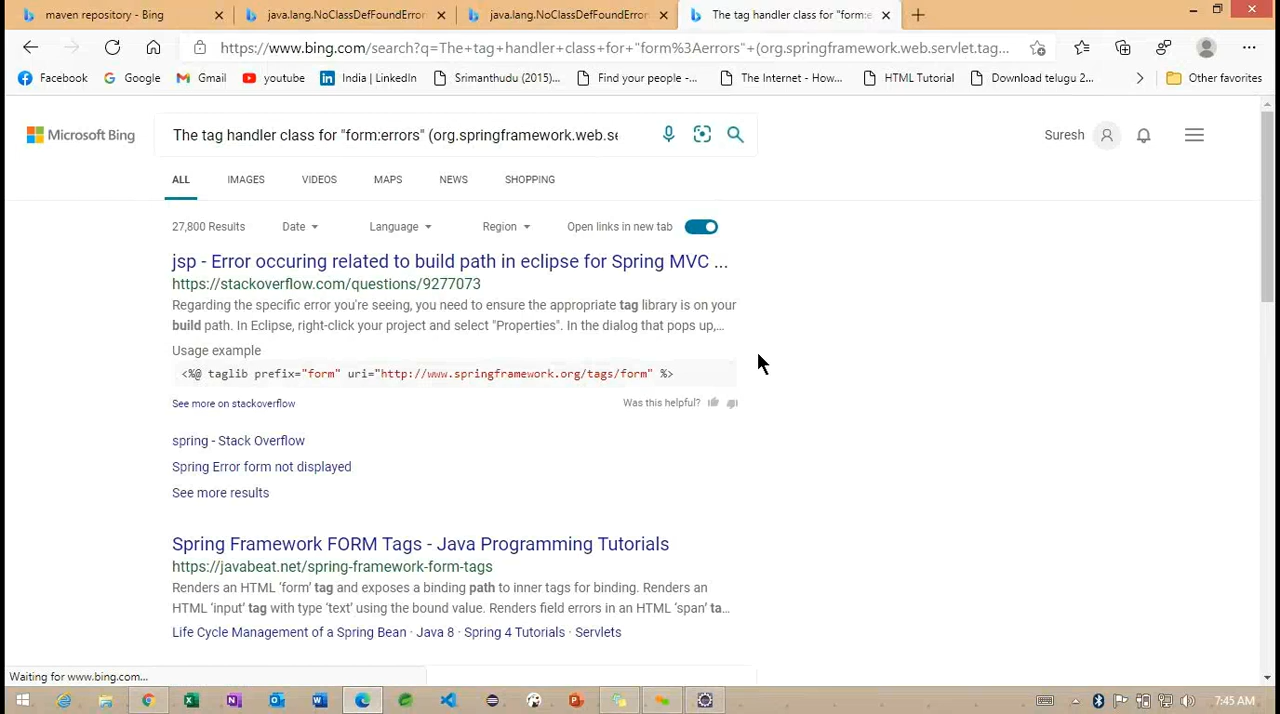 maven repository - Bing
java.lang.NoClassDefFoundError
java.lang.NoClassDefFoundError
The tag handler class for "form:e
https://www.bing.com/search?q=The+tag+handler+class+for+"form%3Aerrors"+(org.springframework.web.servlet.tag...
Facebook
Google
Gmail
youtube
India | LinkedIn
Srimanthudu (2015)...
Find your people -...
The Internet - How...
HTML Tutorial
Download telugu 2...
Other favorites
Microsoft Bing
The tag handler class for "form:errors" (org.springframework.web.se
Suresh
ALL
IMAGES
VIDEOS
MAPS
NEWS
SHOPPING
27,800 Results
Date
Language
Region
Open links in new tab
jsp - Error occuring related to build path in eclipse for Spring MVC ...
https://stackoverflow.com/questions/9277073
Regarding the specific error you're seeing, you need to ensure the appropriate tag library is on your
build path. In Eclipse, right-click your project and select "Properties". In the dialog that pops up,...
Usage example
<%@ taglib prefix="form" uri="http://www.springframework.org/tags/form" %>
See more on stackoverflow
Was this helpful?
spring - Stack Overflow
Spring Error form not displayed
See more results
Spring Framework FORM Tags - Java Programming Tutorials
https://javabeat.net/spring-framework-form-tags
Renders an HTML 'form' tag and exposes a binding path to inner tags for binding. Renders an
HTML 'input' tag with type 'text' using the bound value. Renders field errors in an HTML 'span' ta...
Life Cycle Management of a Spring Bean · Java 8 · Spring 4 Tutorials · Servlets
Waiting for www.bing.com...
7:45 AM